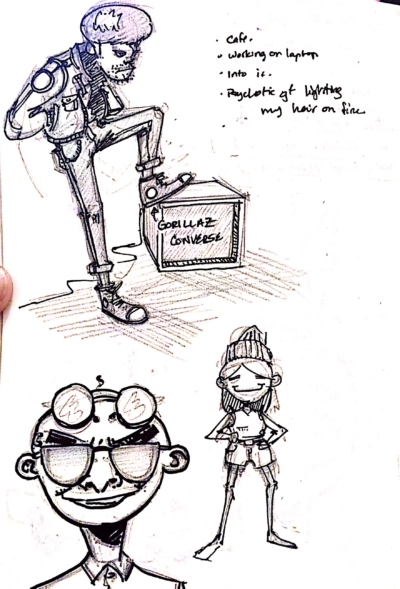 · Cafe.
· Working on laptop
· Into it.
· Psychotic gf lighting
my hair on fire
GORILLAZ
CONVERSE